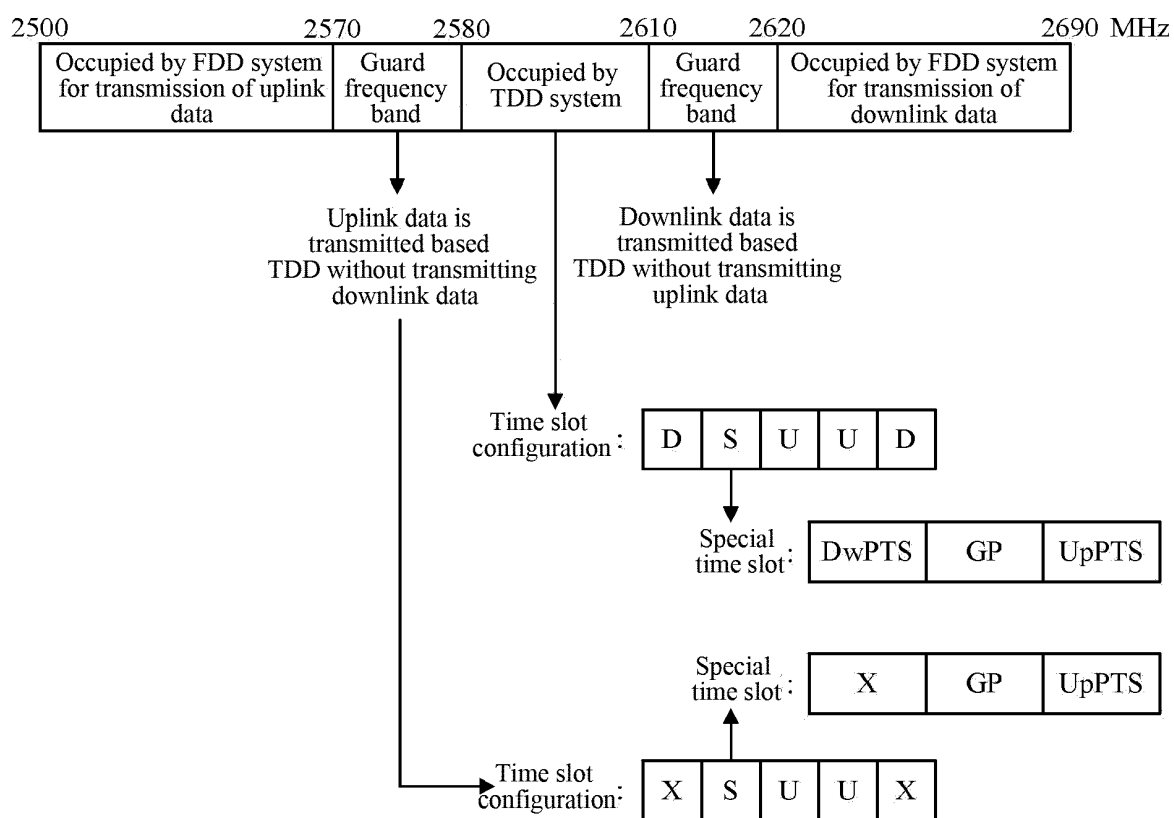 2500 2570 2580 2610 2620 2690 MHz
Occupied by FDD system
for transmission of uplink
data
Guard
frequency
band
Occupied by
TDD system
Guard
frequency
band
Occupied by FDD system
for transmission of
downlink data
Uplink data is
transmitted based
TDD without transmitting
downlink data
Downlink data is
transmitted based
TDD without transmitting
uplink data
Time slot
configuration:
D S U U D
Special
time slot:
DwPTS GP UpPTS
Special
time slot:
X GP UpPTS
Time slot
configuration:
X S U U X